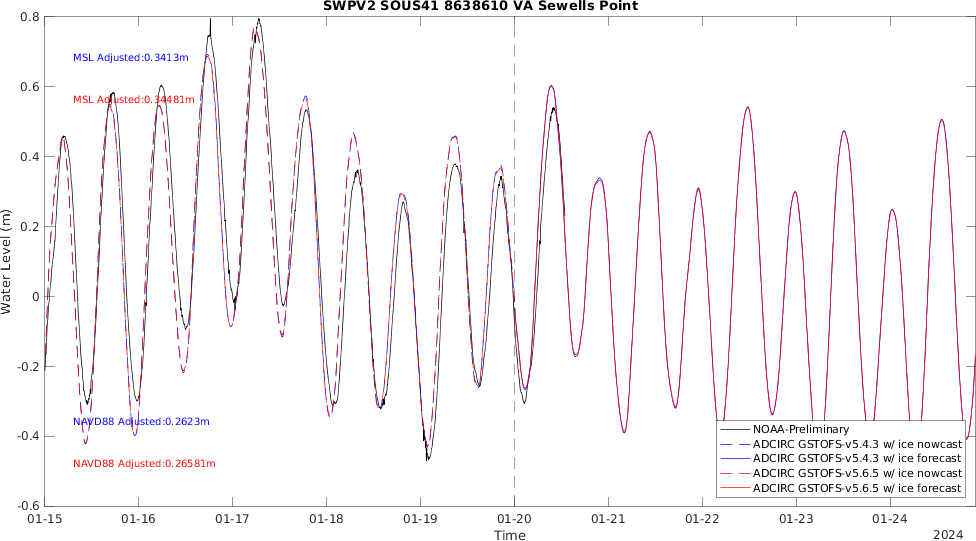 SWPV2 SOUS41 8638610 VA Sewells Point
0.8
0.6
0.4
0.2
0
-0.2
-0.4
-0.6
Water Level (m)
MSL Adjusted:0.3413m
MSL Adjusted:0.34481m
NAVD88 Adjusted:0.2623m
NAVD88 Adjusted:0.26581m
NOAA-Preliminary
ADCIRC GSTOFS-v5.4.3 w/ ice nowcast
ADCIRC GSTOFS-v5.4.3 w/ ice forecast
ADCIRC GSTOFS-v5.6.5 w/ ice nowcast
ADCIRC GSTOFS-v5.6.5 w/ ice forecast
01-15 01-16 01-17 01-18 01-19 01-20 01-21 01-22 01-23 01-24
Time
2024